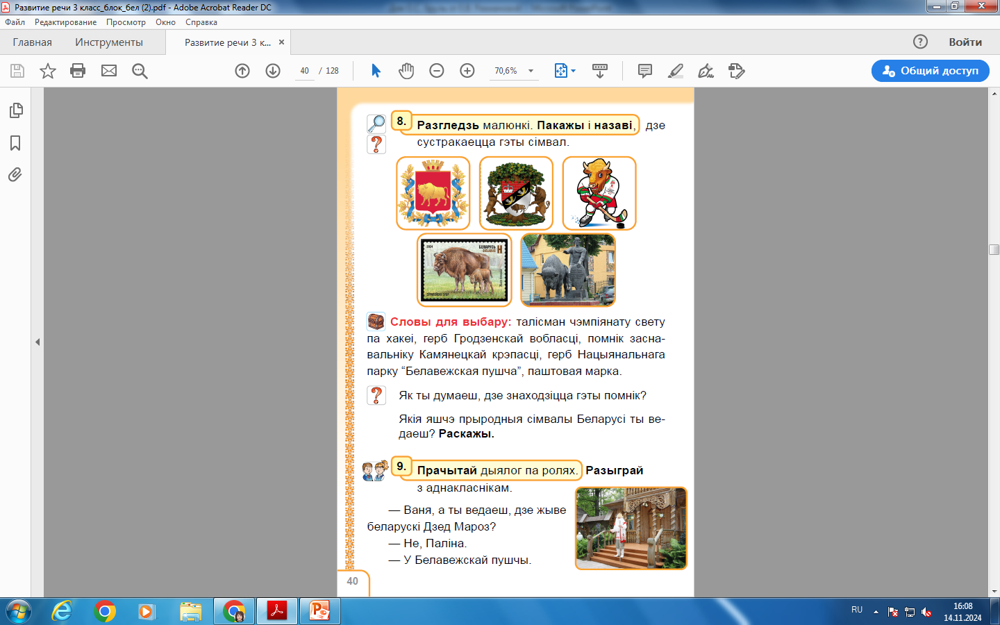 Развитие речи 3 класс_блок_бел (2).pdf - Adobe Acrobat Reader DC
Файл Редактирование Просмотр Окно Справка
Главная Инструменты Развитие речи 3 к... ×
Войти
40 / 128 70,6% Общий доступ
8. Разгледзь малюнкі. Пакажы і назаві, дзе
сустракаецца гэты сімвал.
2024 БЕЛАРУСЬ H
BELARUS
Словы для выбару: талісман чэмпіянату свету
па хакеі, герб Гродзенскай вобласці, помнік засна-
вальніку Камянецкай крэпасці, герб Нацыянальнага
парку “Белавежская пушча”, паштовая марка.
Як ты думаеш, дзе знаходзіцца гэты помнік?
Якія яшчэ прыродныя сімвалы Беларусі ты ве-
даеш? Раскажы.
9. Прачытай дыялог па ролях. Разыграй
з аднакласнікам.
— Ваня, а ты ведаеш, дзе жыве
беларускі Дзед Мароз?
— Не, Паліна.
— У Белавежскай пушчы.
40
RU 16:08
14.11.2024